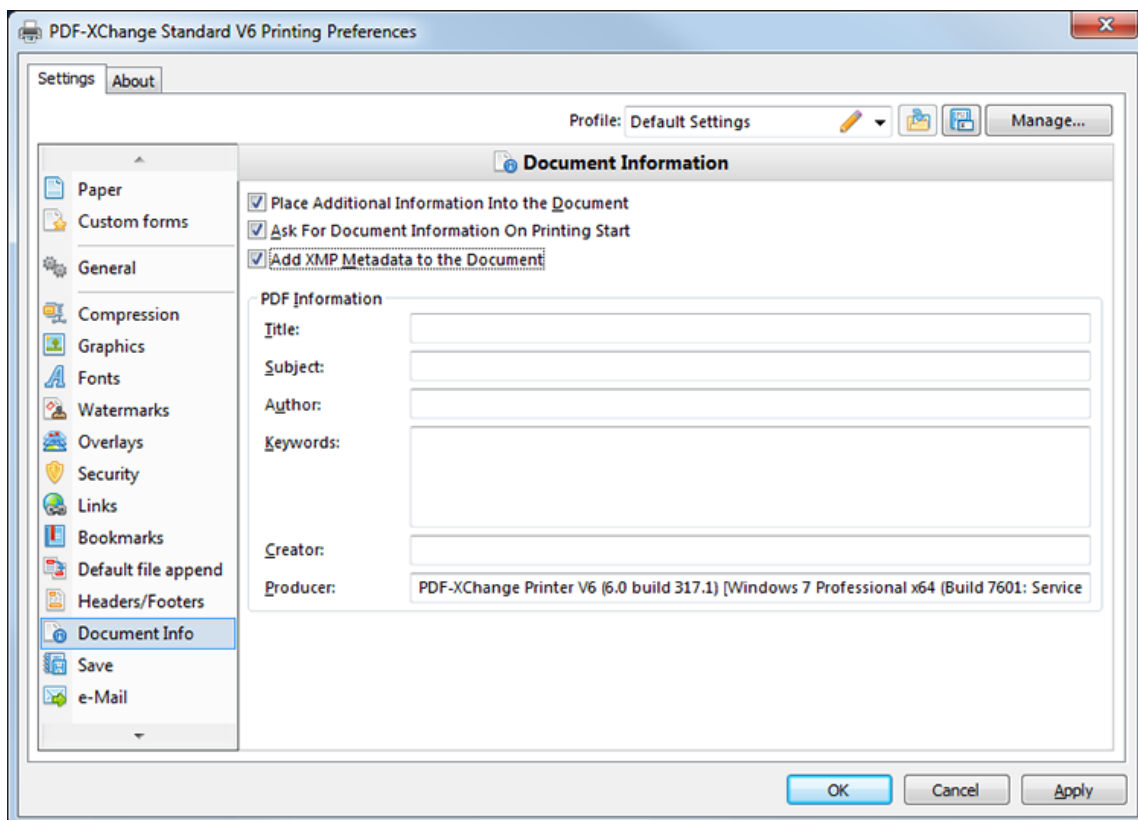 PDF-XChange Standard V6 Printing Preferences
Settings About
Profile: Default Settings Manage...
Document Information
Paper
Custom forms
General
Compression
Graphics
Fonts
Watermarks
Overlays
Security
Links
Bookmarks
Default file append
Headers/Footers
Document Info
Save
e-Mail
Place Additional Information Into the Document
Ask For Document Information On Printing Start
Add XMP Metadata to the Document
PDF Information
Title:
Subject:
Author:
Keywords:
Creator:
Producer: PDF-XChange Printer V6 (6.0 build 317.1) [Windows 7 Professional x64 (Build 7601: Service
OK Cancel Apply